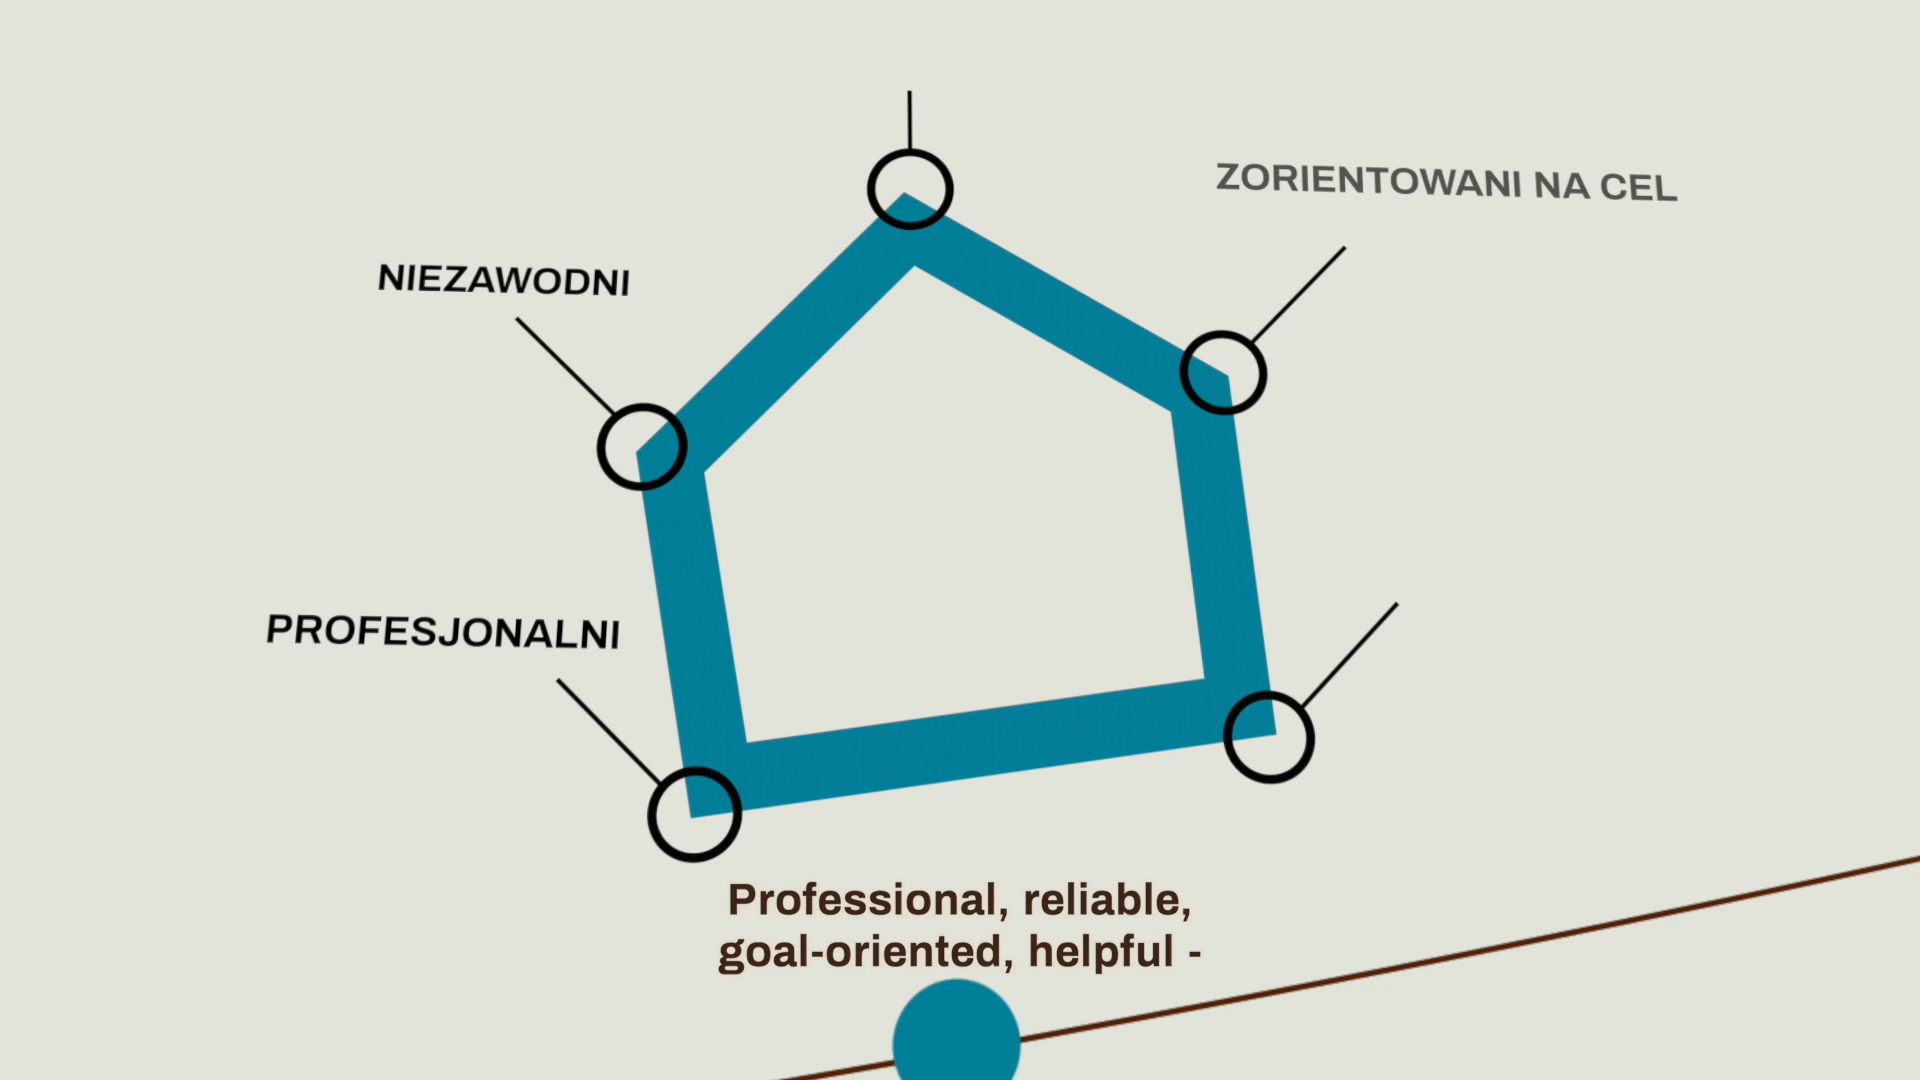 ZORIENTOWANI NA CEL
NIEZAWODNI
PROFESJONALNI
Professional, reliable,
goal-oriented, helpful -